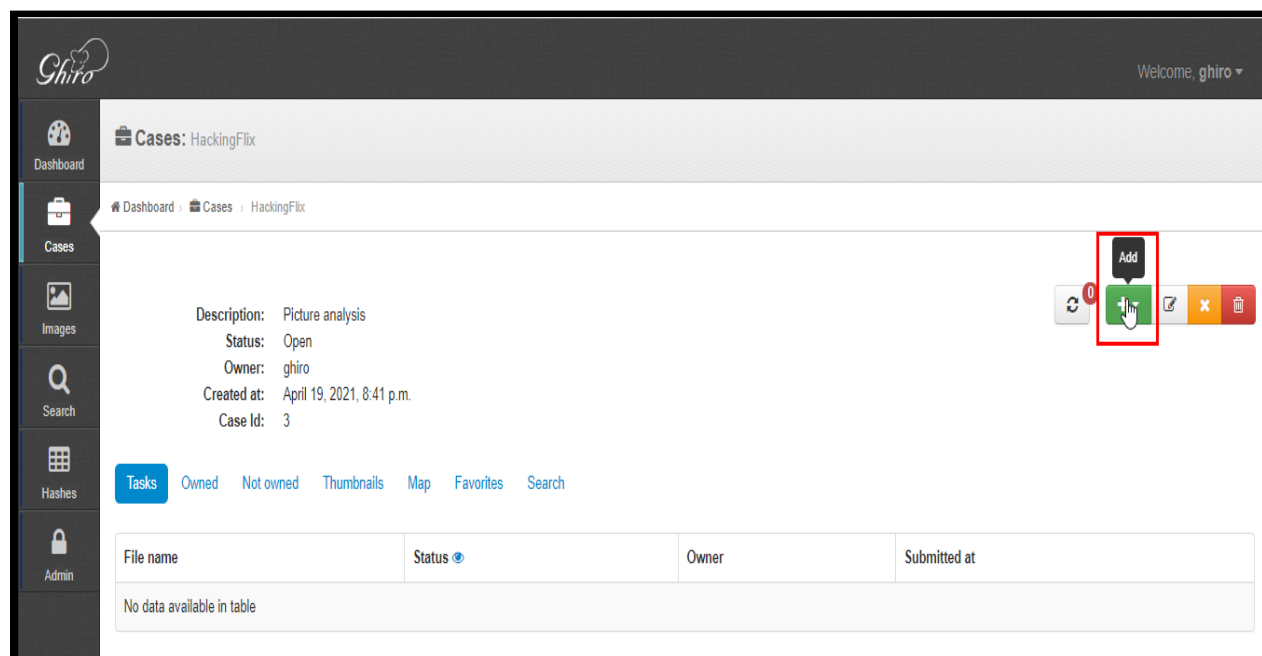 Ghiro
Welcome, ghiro
Dashboard
Cases: HackingFlix
Dashboard › Cases › HackingFlix
Cases
Add
0
Images
Description: Picture analysis
Status: Open
Owner: ghiro
Created at: April 19, 2021, 8:41 p.m.
Case Id: 3
Search
Hashes
Tasks Owned Not owned Thumbnails Map Favorites Search
Admin
File name Status Owner Submitted at
No data available in table